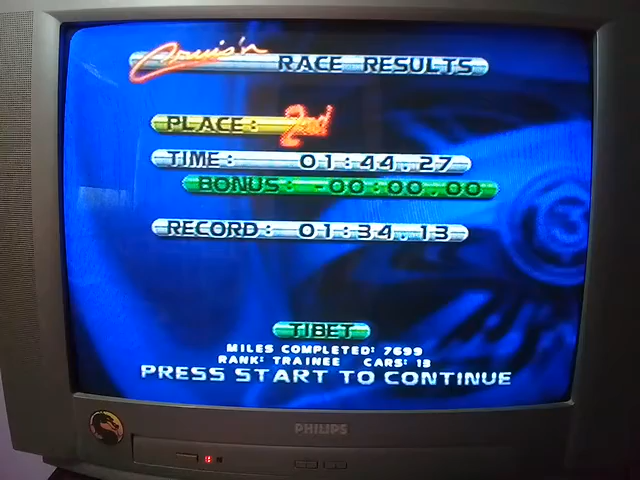 Cruis'n RACE RESULTS
PLACE: 2nd
TIME: 01:44.27
BONUS: -00:00.00
RECORD: 01:34.13
TIBET
MILES COMPLETED: 7699
RANK: TRAINEE CARS: 13
PRESS START TO CONTINUE
PHILIPS